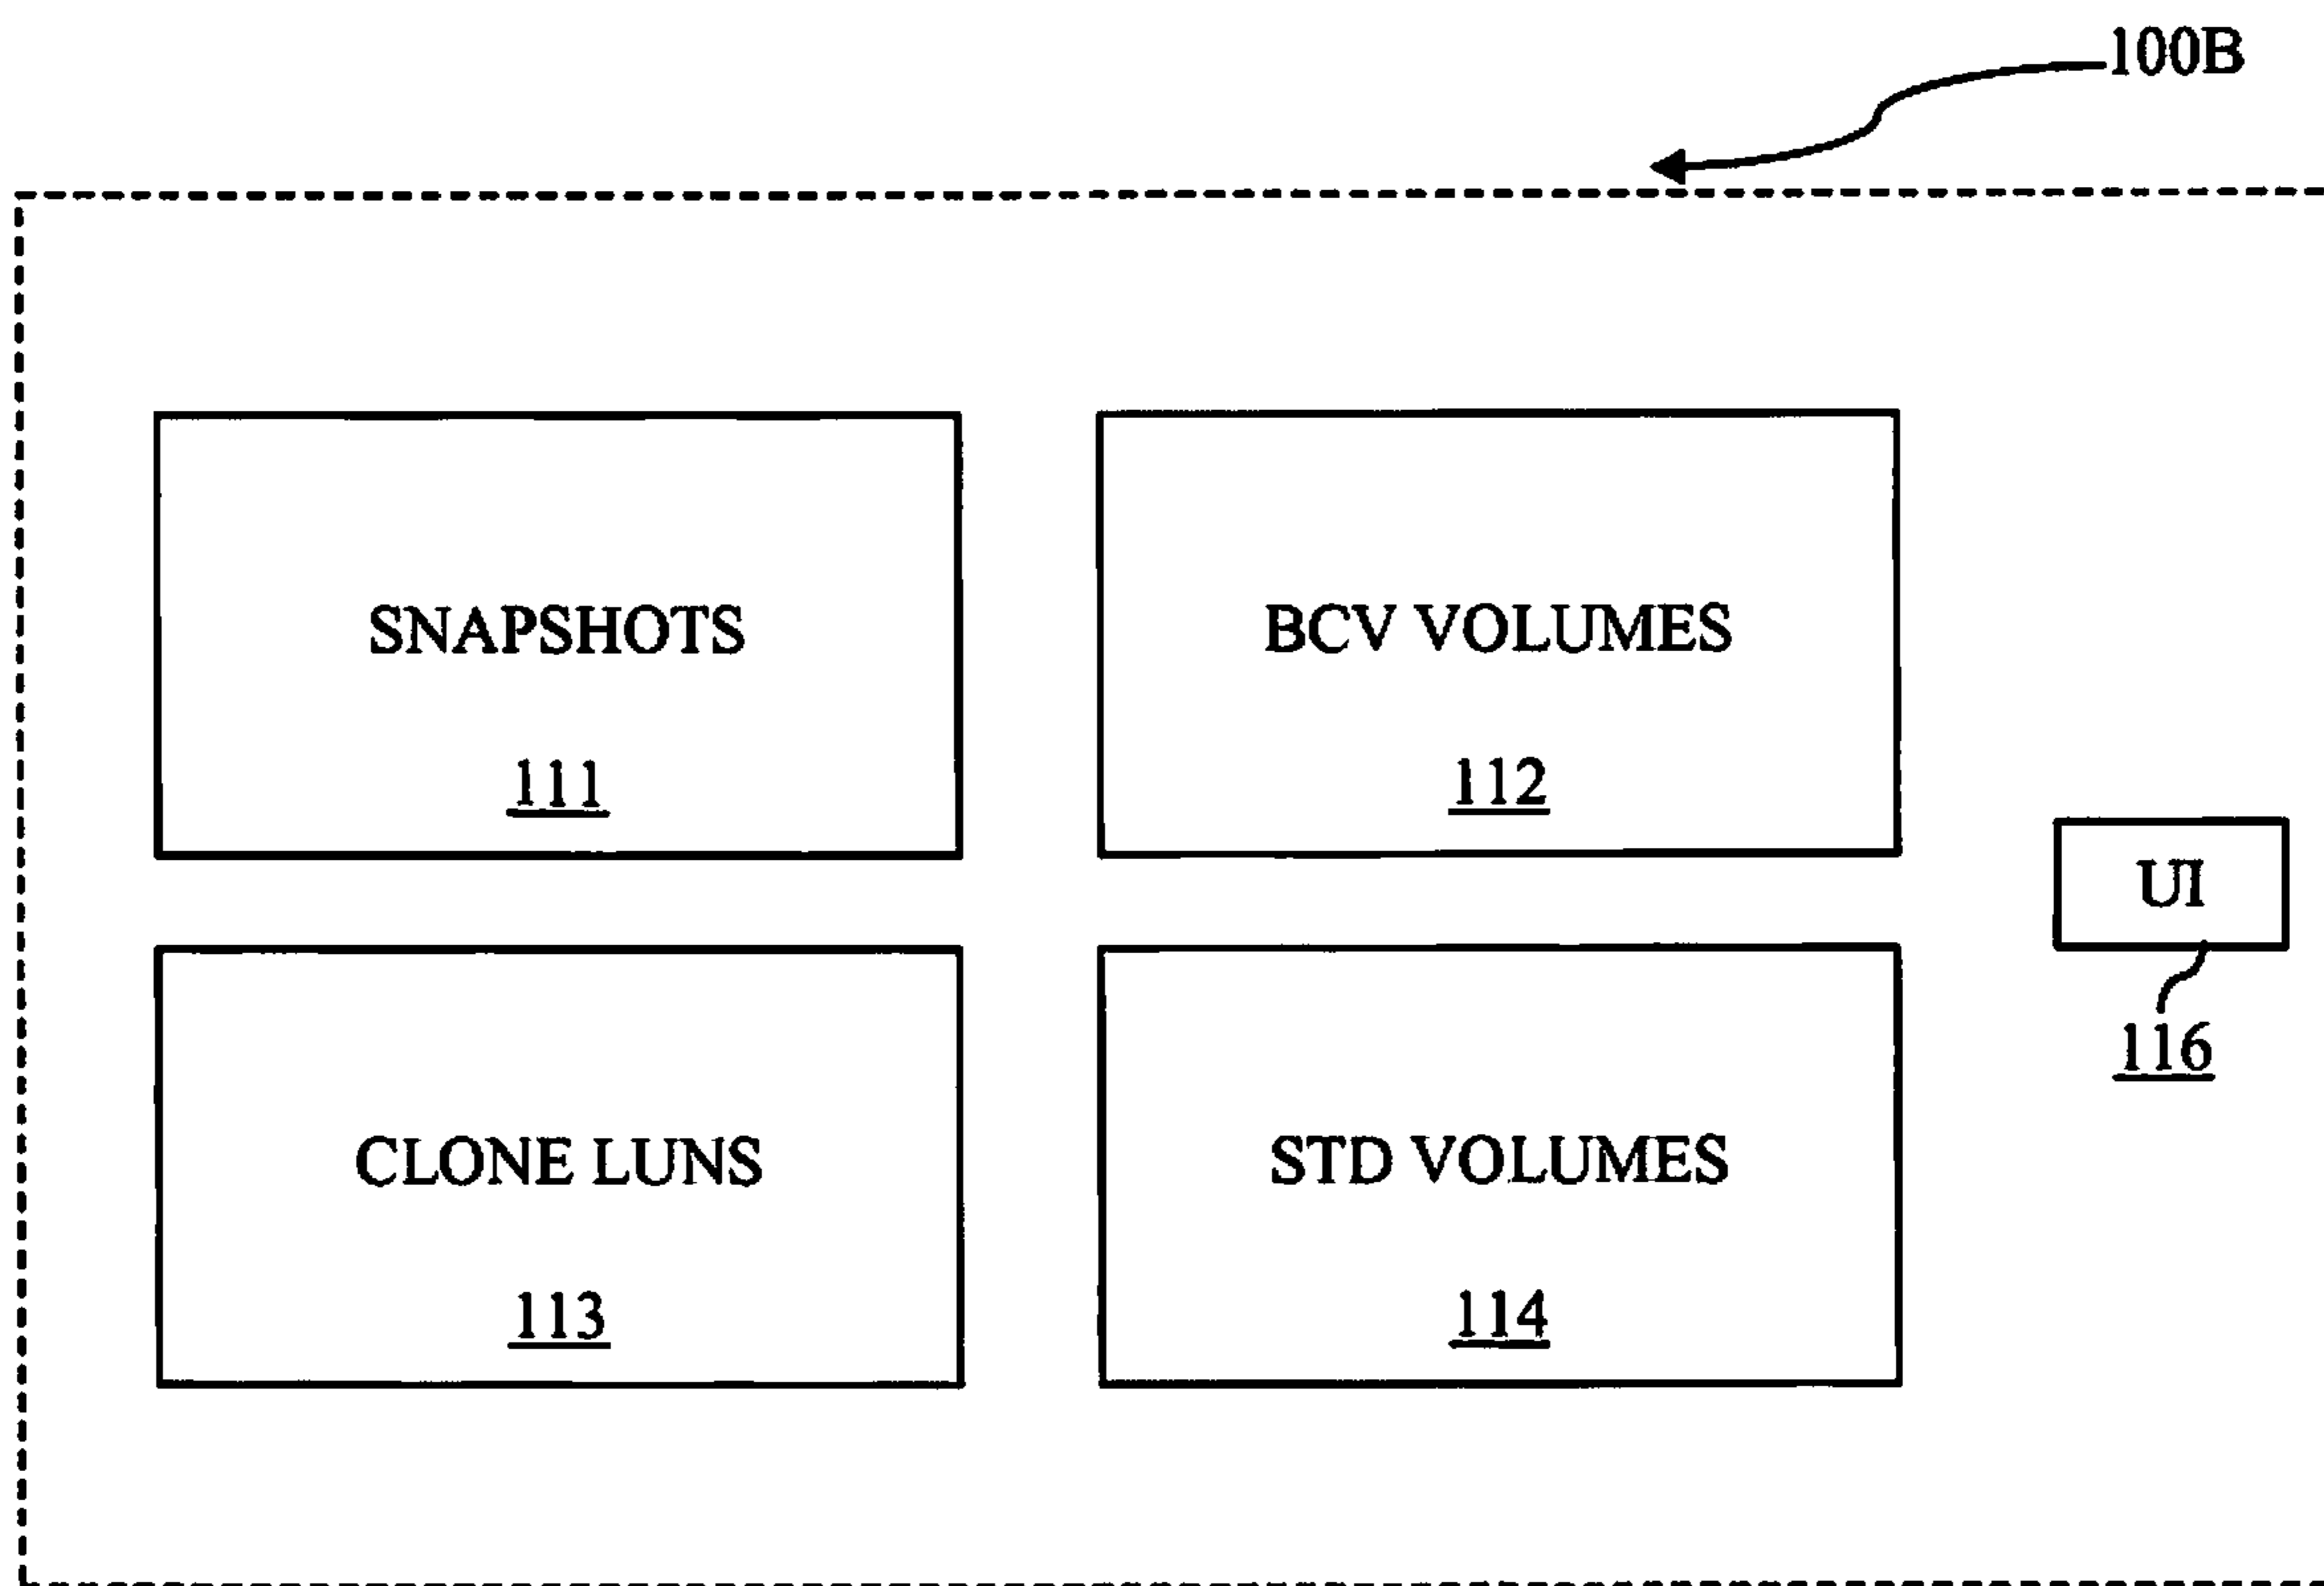 100B
SNAPSHOTS
111
BCV VOLUMES
112
UI
116
CLONE LUNS
113
STD VOLUMES
114